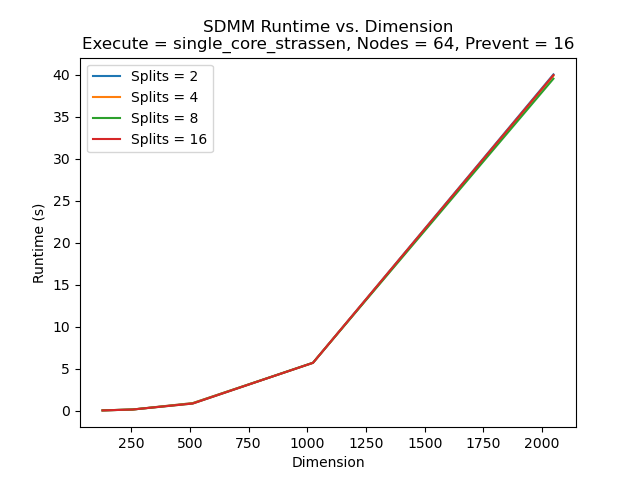 SDMM Runtime vs. Dimension
Execute = single_core_strassen, Nodes = 64, Prevent = 16
Splits = 2
Splits = 4
Splits = 8
Splits = 16
Runtime (s)
40
35
30
25
20
15
10
5
0
250
500
750
1000
1250
1500
1750
2000
Dimension